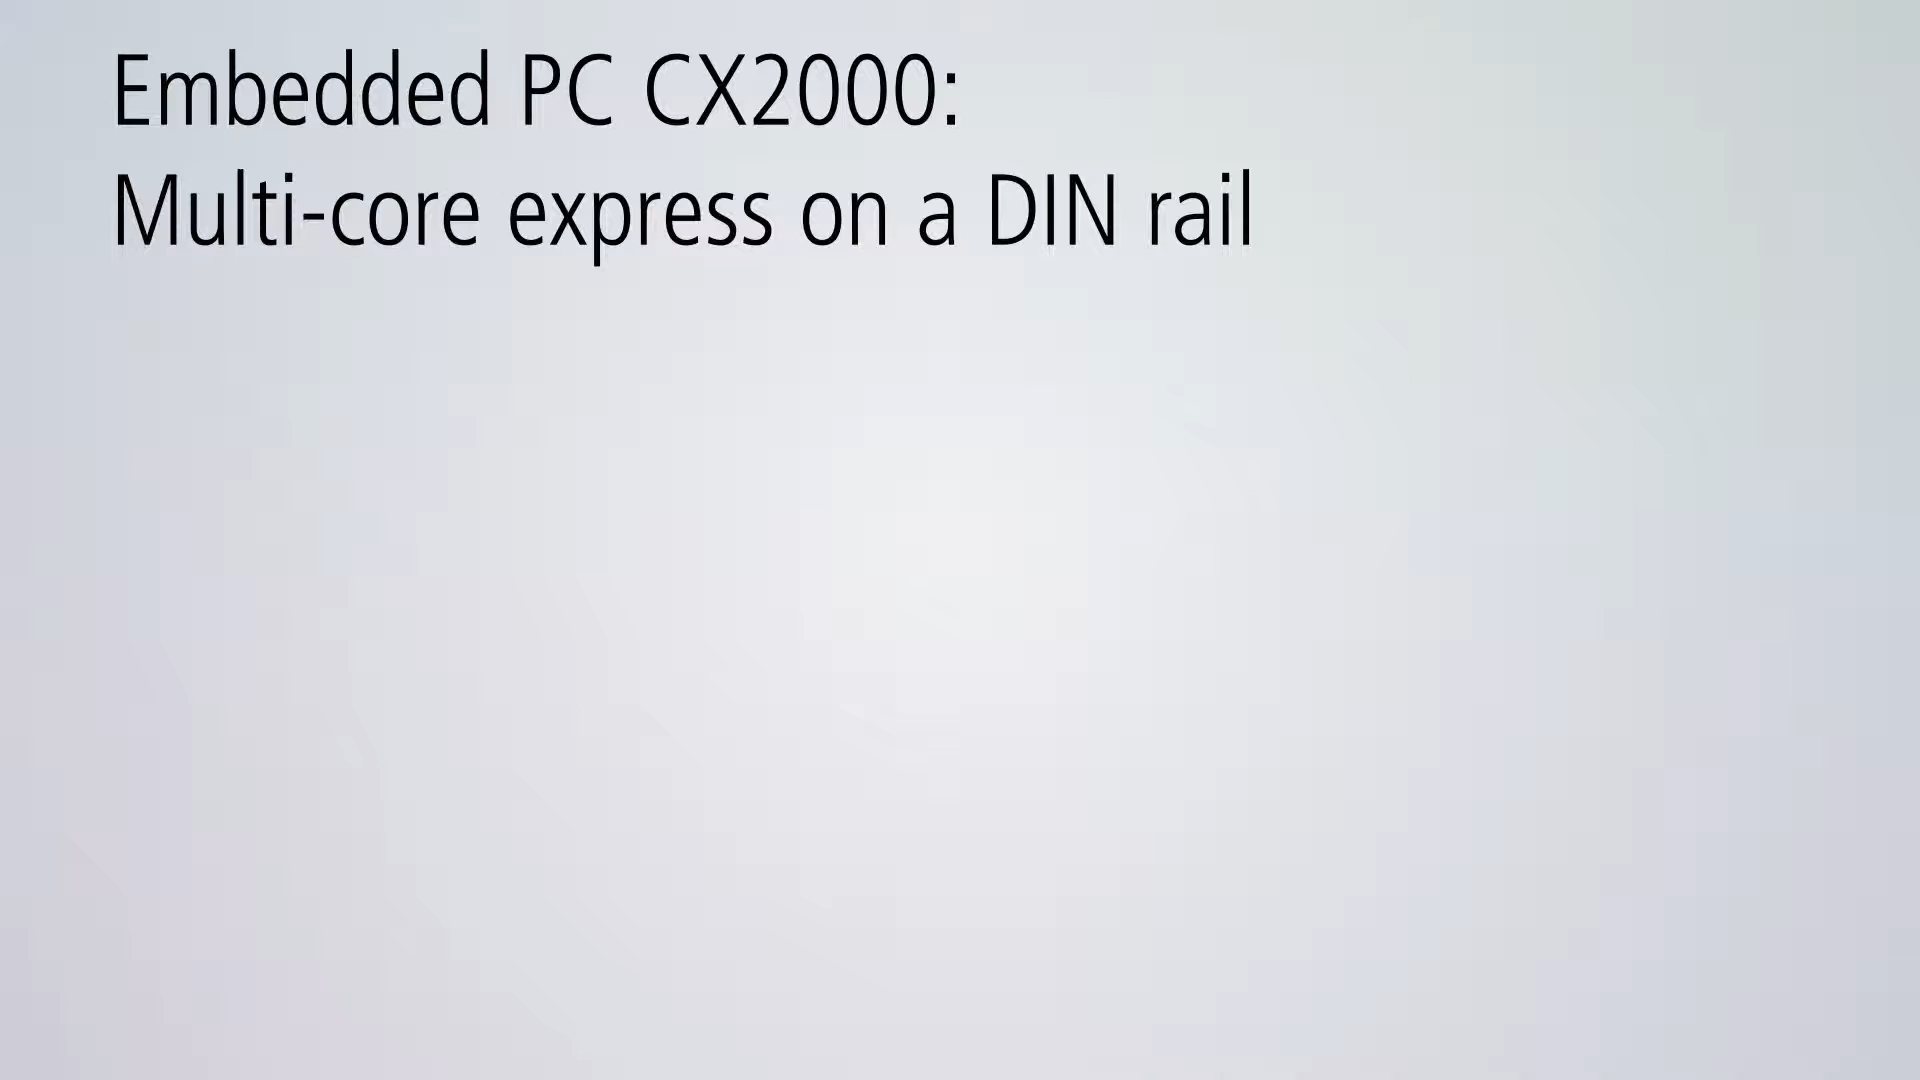 Embedded PC CX2000:
Multi-core express on a DIN rail